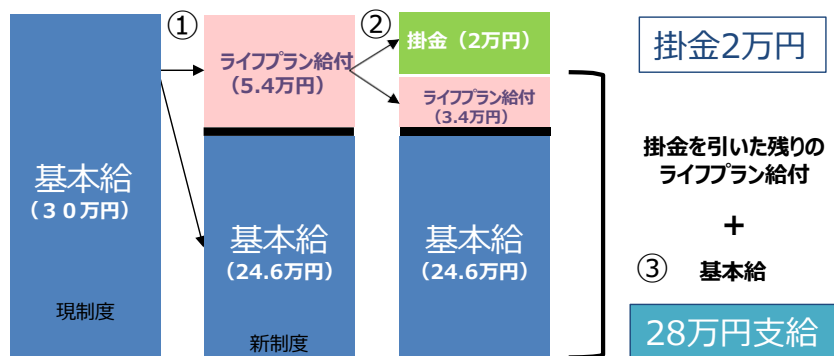 基本給
（３０万円）
現制度
①
ライフプラン給付
（5.4万円）
基本給
（24.6万円）
新制度
②
掛金（2万円）
ライフプラン給付
（3.4万円）
基本給
（24.6万円）
掛金2万円
掛金を引いた残りの
ライフプラン給付
+
③ 基本給
28万円支給